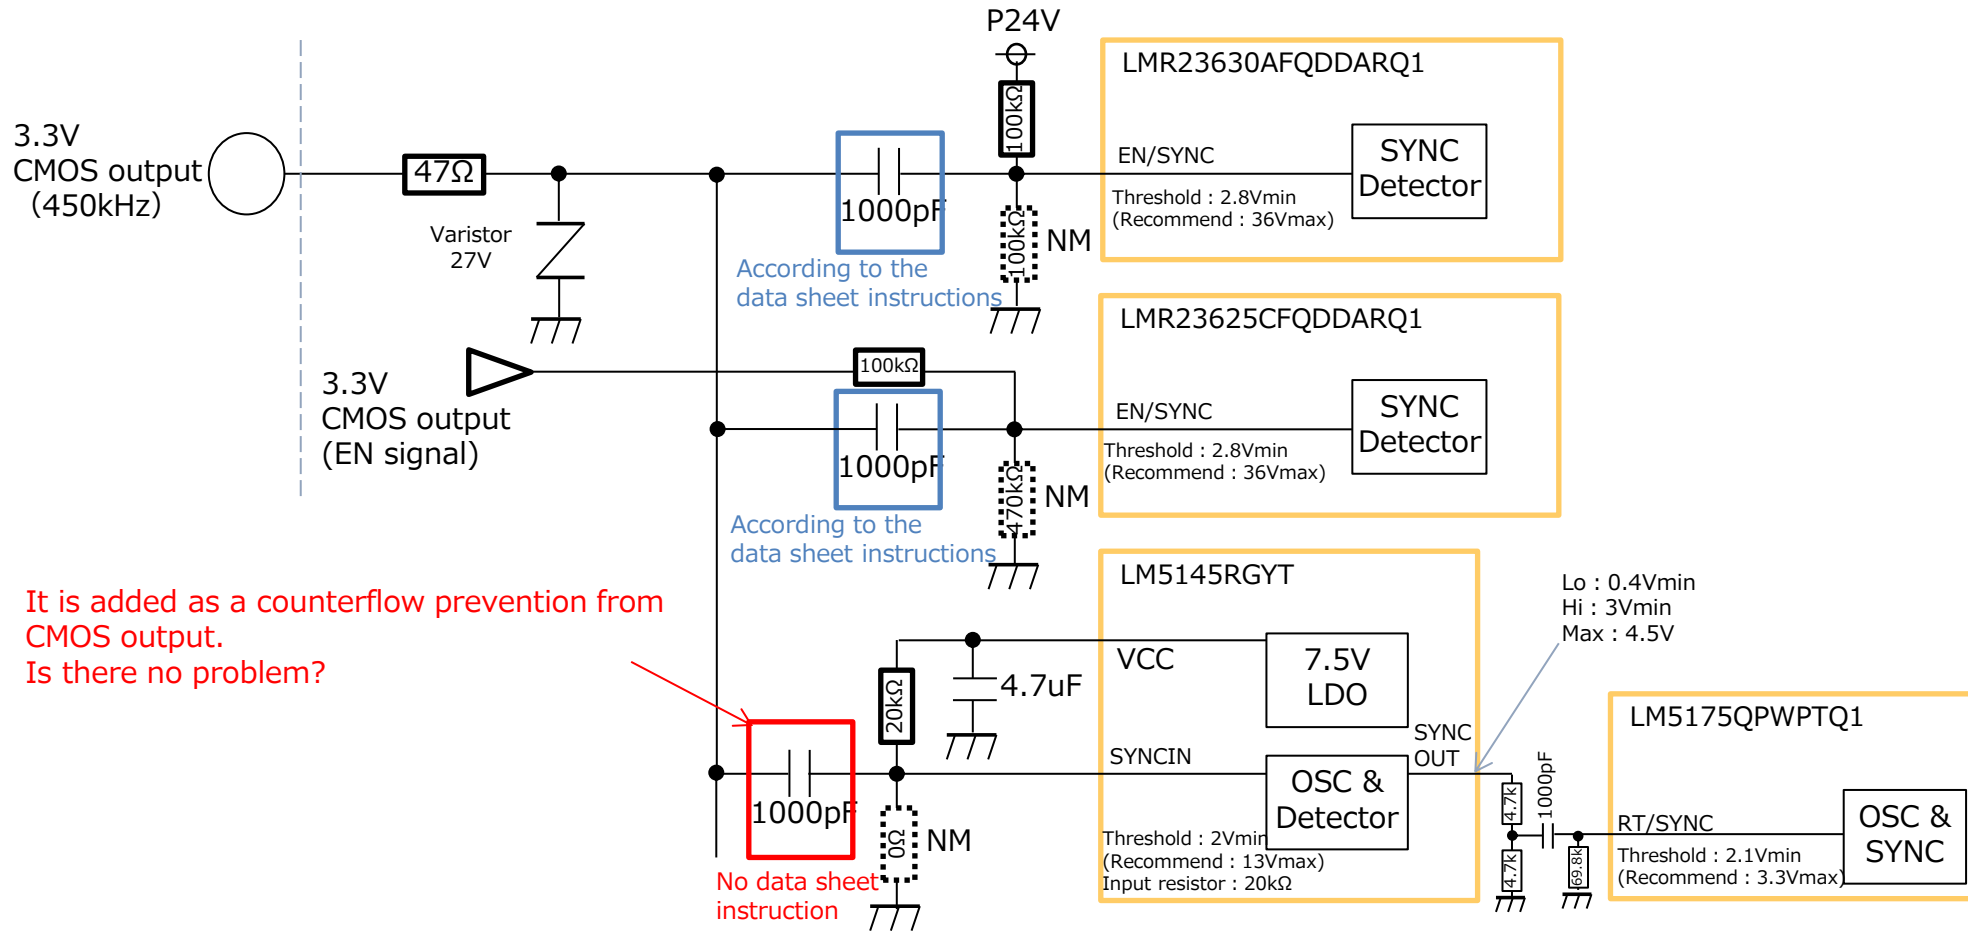 P24V
LMR23630AFQDDARQ1
3.3V
CMOS output
(450kHz)
47Ω
100kΩ
1000pF
EN/SYNC
SYNC
Detector
Threshold : 2.8Vmin
(Recommend : 36Vmax)
Varistor
27V
100kΩ
NM
According to the
data sheet instructions
LMR23625CFQDDARQ1
3.3V
CMOS output
(EN signal)
100kΩ
1000pF
EN/SYNC
SYNC
Detector
Threshold : 2.8Vmin
(Recommend : 36Vmax)
470kΩ
NM
According to the
data sheet instructions
LM5145RGYT
Lo : 0.4Vmin
Hi : 3Vmin
Max : 4.5V
It is added as a counterflow prevention from
CMOS output.
Is there no problem?
VCC
7.5V
LDO
20kΩ
4.7uF
LM5175QPWPTQ1
SYNC
OUT
SYNCIN
OSC &
Detector
1000pF
0Ω
NM
Threshold : 2Vmin
(Recommend : 13Vmax)
Input resistor : 20kΩ
No data sheet
instruction
4.7k
1000pF
4.7k
69.8k
RT/SYNC
OSC &
SYNC
Threshold : 2.1Vmin
(Recommend : 3.3Vmax)